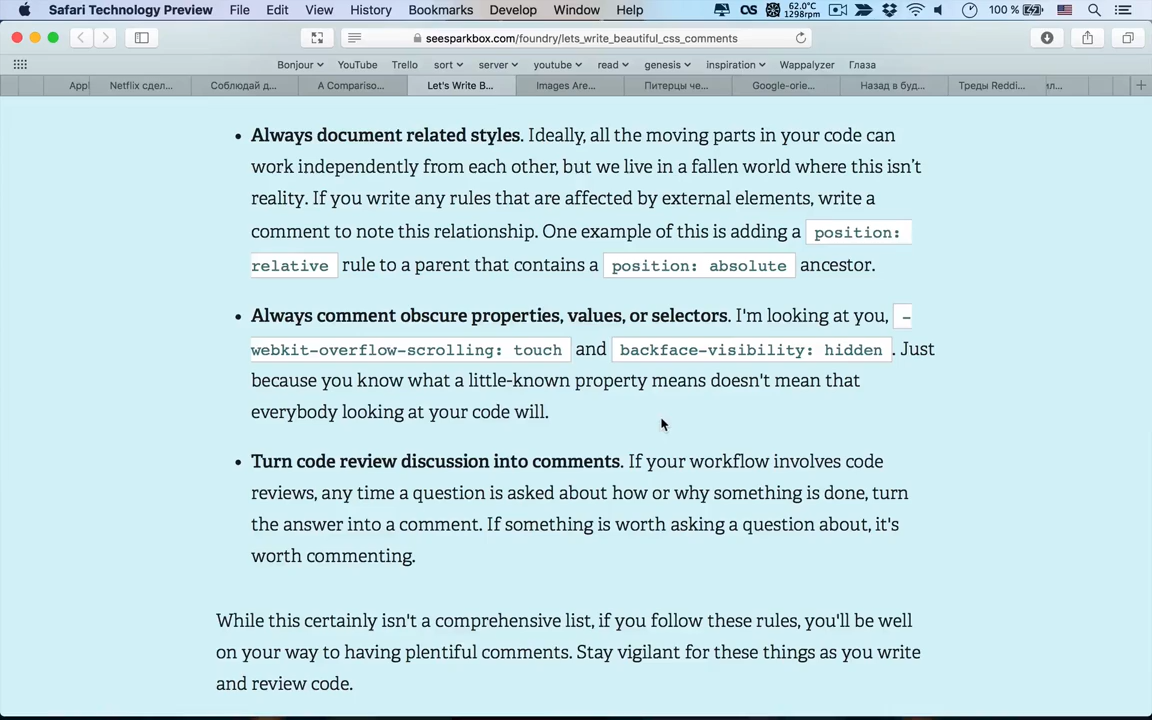 Safari Technology Preview File Edit View History Bookmarks Develop Window Help 62.0°C 1298rpm 100 %
seesparkbox.com/foundry/lets_write_beautiful_css_comments
Bonjour YouTube Trello sort server youtube read genesis inspiration Wappalyzer Глаза
Appl Netflix сдел... Соблюдай д... A Compariso... Let's Write B... Images Are... Питерцы че... Google-orie... Назад в буд... Треды Reddi... ил...
• Always document related styles. Ideally, all the moving parts in your code can
work independently from each other, but we live in a fallen world where this isn't
reality. If you write any rules that are affected by external elements, write a
comment to note this relationship. One example of this is adding a position:
relative rule to a parent that contains a position: absolute ancestor.
• Always comment obscure properties, values, or selectors. I'm looking at you, -
webkit-overflow-scrolling: touch and backface-visibility: hidden . Just
because you know what a little-known property means doesn't mean that
everybody looking at your code will.
• Turn code review discussion into comments. If your workflow involves code
reviews, any time a question is asked about how or why something is done, turn
the answer into a comment. If something is worth asking a question about, it's
worth commenting.
While this certainly isn't a comprehensive list, if you follow these rules, you'll be well
on your way to having plentiful comments. Stay vigilant for these things as you write
and review code.